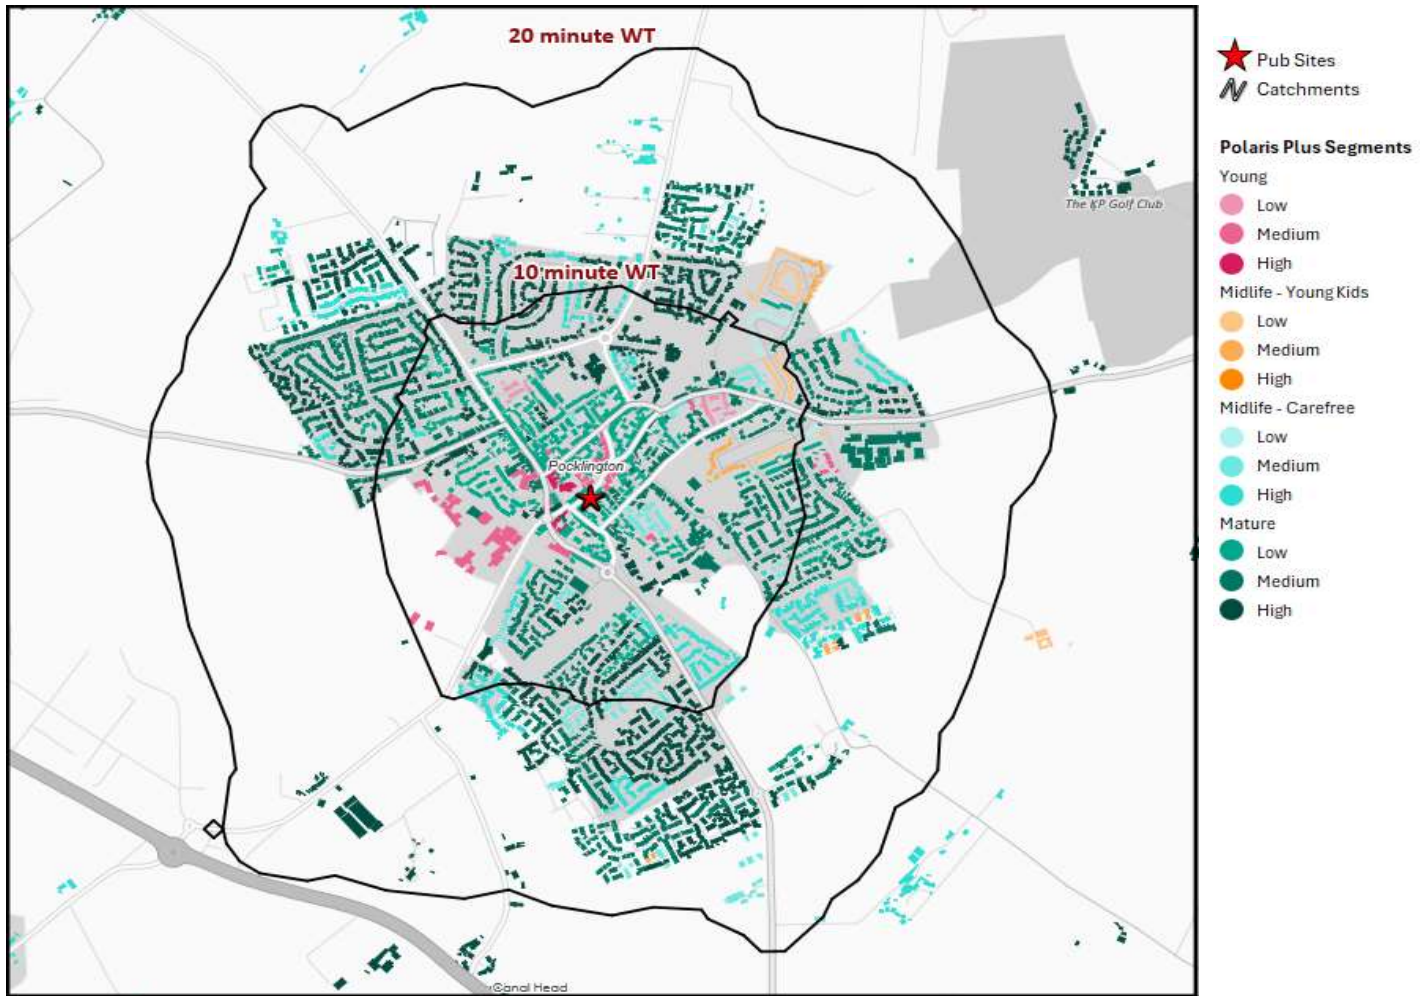 20 minute WT
10 minute WT
Pocklington
The KP Golf Club
Canal Head
Pub Sites
Catchments
Polaris Plus Segments
Young
Low
Medium
High
Midlife - Young Kids
Low
Medium
High
Midlife - Carefree
Low
Medium
High
Mature
Low
Medium
High